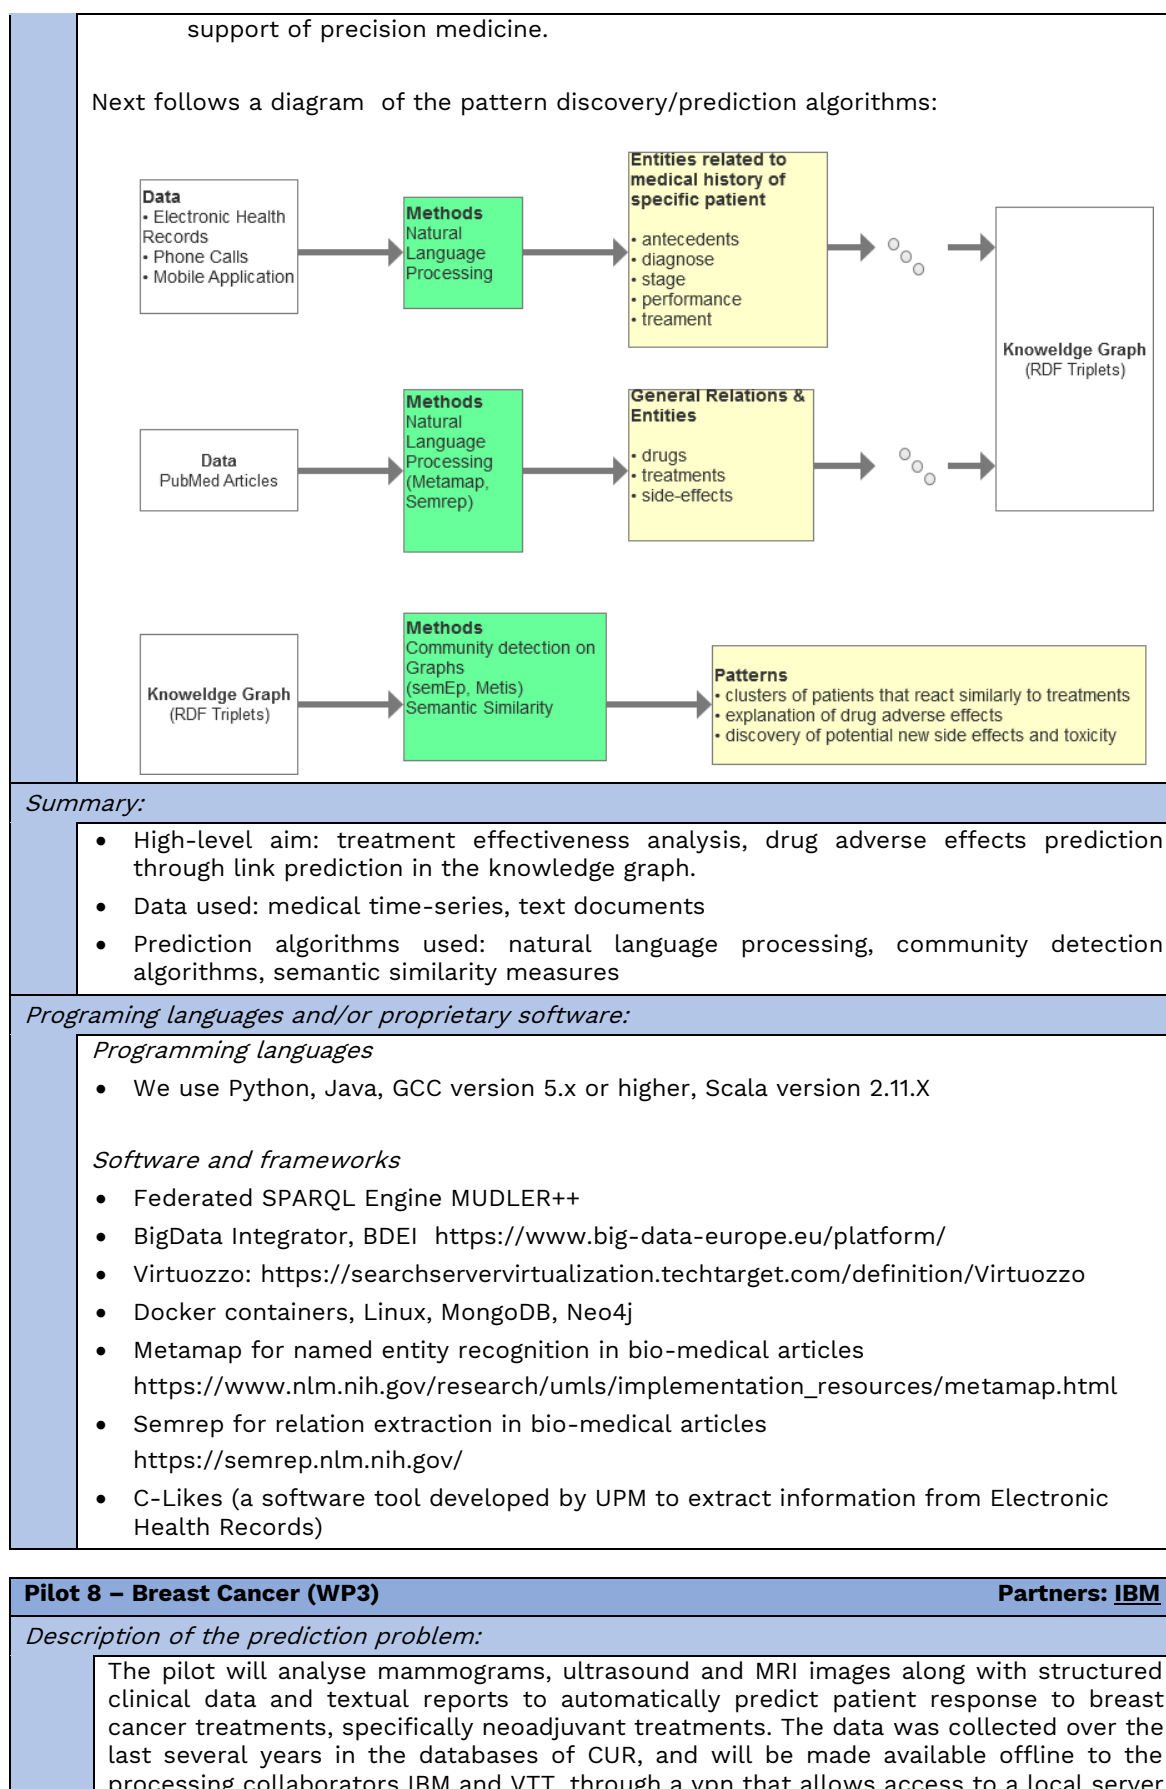 support of precision medicine.
Next follows a diagram of the pattern discovery/prediction algorithms:
Data
• Electronic Health
Records
• Phone Calls
• Mobile Application
Methods
Natural
Language
Processing
Entities related to
medical history of
specific patient
• antecedents
• diagnose
• stage
• performance
• treament
Knoweldge Graph
(RDF Triplets)
Data
PubMed Articles
Methods
Natural
Language
Processing
(Metamap,
Semrep)
General Relations &
Entities
• drugs
• treatments
• side-effects
Knoweldge Graph
(RDF Triplets)
Methods
Community detection on
Graphs
(semEp, Metis)
Semantic Similarity
Patterns
• clusters of patients that react similarly to treatments
• explanation of drug adverse effects
• discovery of potential new side effects and toxicity
Summary:
• High-level aim: treatment effectiveness analysis, drug adverse effects prediction
through link prediction in the knowledge graph.
• Data used: medical time-series, text documents
• Prediction algorithms used: natural language processing, community detection
algorithms, semantic similarity measures
Programing languages and/or proprietary software:
Programming languages
• We use Python, Java, GCC version 5.x or higher, Scala version 2.11.X
Software and frameworks
• Federated SPARQL Engine MUDLER++
• BigData Integrator, BDEI https://www.big-data-europe.eu/platform/
• Virtuozzo: https://searchservervirtualization.techtarget.com/definition/Virtuozzo
• Docker containers, Linux, MongoDB, Neo4j
• Metamap for named entity recognition in bio-medical articles
https://www.nlm.nih.gov/research/umls/implementation_resources/metamap.html
• Semrep for relation extraction in bio-medical articles
https://semrep.nlm.nih.gov/
• C-Likes (a software tool developed by UPM to extract information from Electronic
Health Records)
Pilot 8 – Breast Cancer (WP3) Partners: IBM
Description of the prediction problem:
The pilot will analyse mammograms, ultrasound and MRI images along with structured
clinical data and textual reports to automatically predict patient response to breast
cancer treatments, specifically neoadjuvant treatments. The data was collected over the
last several years in the databases of CUR, and will be made available offline to the
processing collaborators IBM and VTT, through a vpn that allows access to a local server